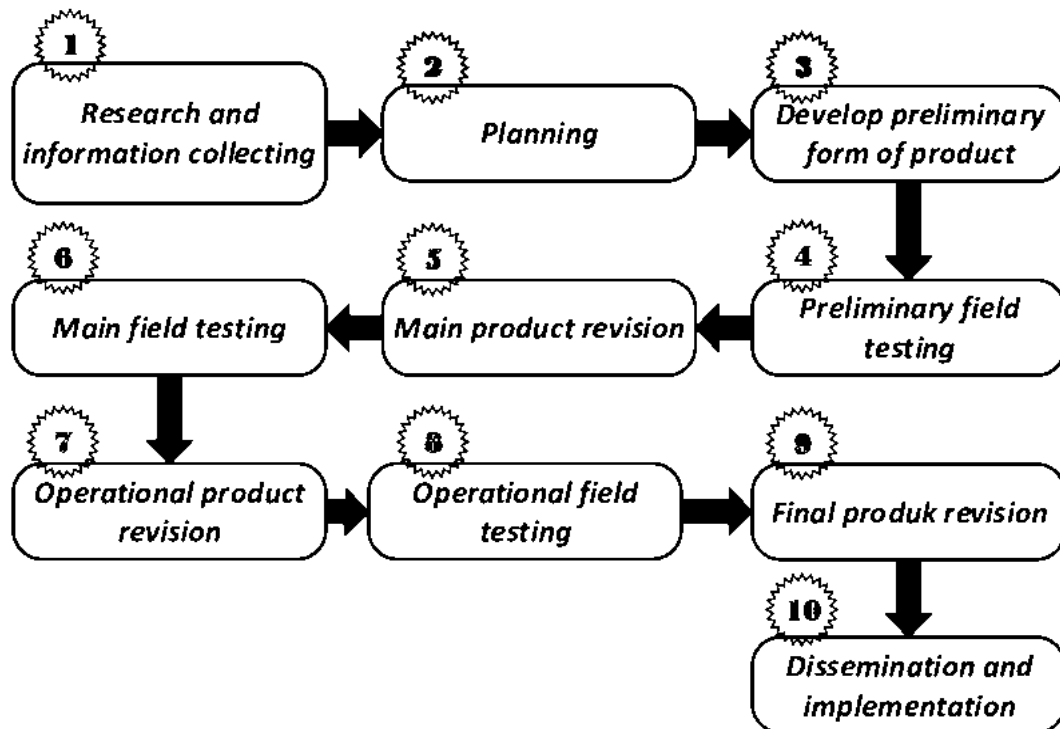 1
Research and
information collecting
2
Planning
3
Develop preliminary
form of product
4
Preliminary field
testing
5
Main product revision
6
Main field testing
7
Operational product
revision
8
Operational field
testing
9
Final produk revision
10
Dissemination and
implementation